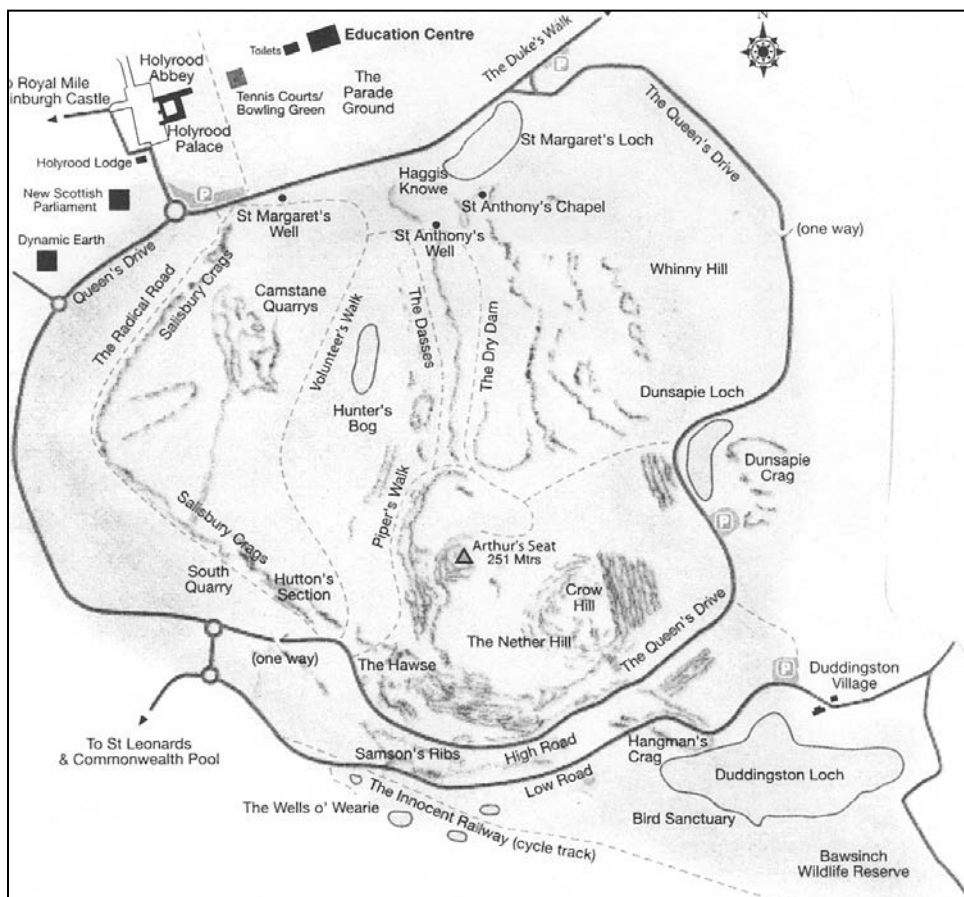 Education Centre
Toilets
The Duke's Walk
P
N
Holyrood
Abbey
o Royal Mile
inburgh Castle
Tennis Courts/
Bowling Green
The
Parade
Ground
Holyrood
Palace
Holyrood Lodge
P
New Scottish
Parliament
Dynamic Earth
Queen's Drive
St Margaret's Loch
The Queen's Drive
Haggis
Knowe
St Anthony's Chapel
St Margaret's
Well
St Anthony's
Well
(one way)
Whinny Hill
The Radical Road
Salisbury Crags
Camstane
Quarrys
Volunteer's Walk
The Dasses
The Dry Dam
Hunter's
Bog
Dunsapie Loch
Dunsapie
Crag
P
Piper's Walk
Salisbury Crags
South
Quarry
Hutton's
Section
Arthur's Seat
251 Mtrs
Crow
Hill
The Nether Hill
The Queen's Drive
(one way)
The Hawse
P
Duddingston
Village
To St Leonards
& Commonwealth Pool
Samson's Ribs
High Road
Low Road
Hangman's
Crag
Duddingston Loch
The Wells o' Wearie
The Innocent Railway (cycle track)
Bird Sanctuary
Bawsinch
Wildlife Reserve